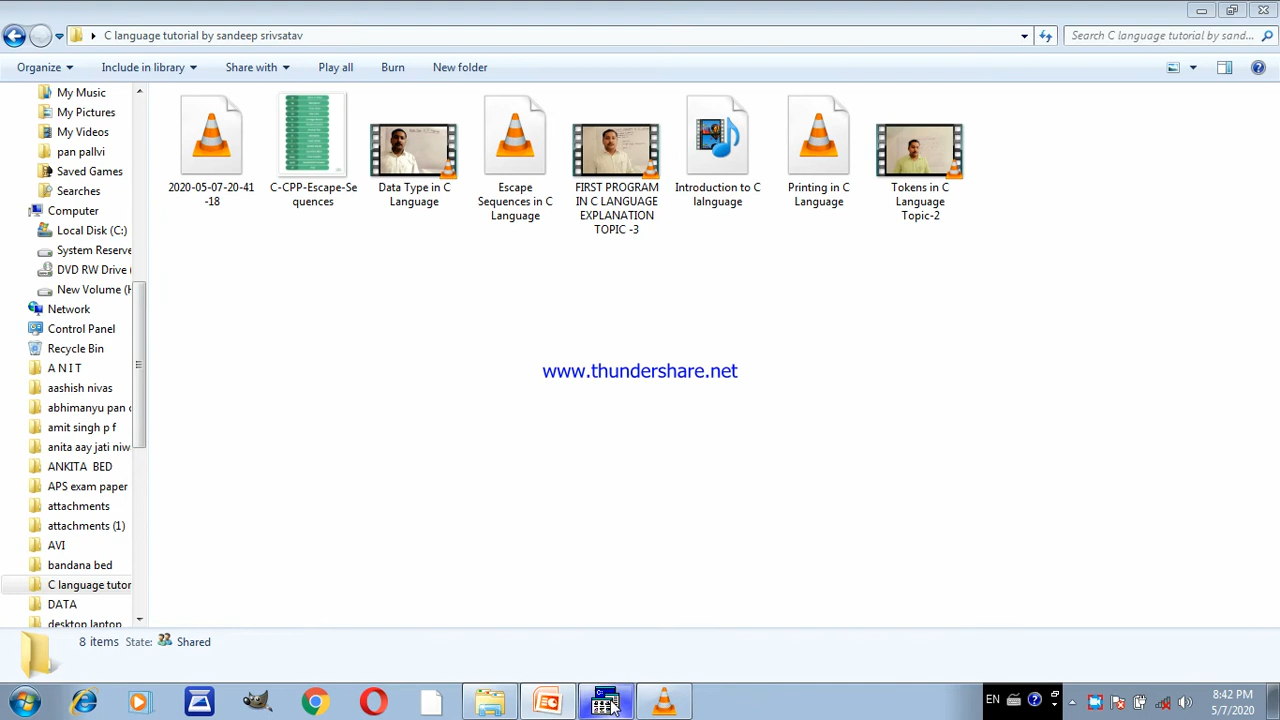 C language tutorial by sandeep srivsatav
Search C language tutorial by sand...
Organize
Include in library
Share with
Play all
Burn
New folder
My Music
My Pictures
My Videos
pan pallvi
Saved Games
Searches
Computer
Local Disk (C:)
System Reserve
DVD RW Drive (
New Volume (H
Network
Control Panel
Recycle Bin
A N I T
aashish nivas
abhimanyu pan c
amit singh p f
anita aay jati niw
ANKITA BED
APS exam paper
attachments
attachments (1)
AVI
bandana bed
C language tutor
DATA
desktop laptop
2020-05-07-20-41
-18
C-CPP-Escape-Se
quences
Data Type in C
Language
Escape
Sequences in C
Language
FIRST PROGRAM
IN C LANGUAGE
EXPLANATION
TOPIC -3
Introduction to C
lalnguage
Printing in C
Language
Tokens in C
Language
Topic-2
www.thundershare.net
8 items State: Shared
EN
8:42 PM
5/7/2020